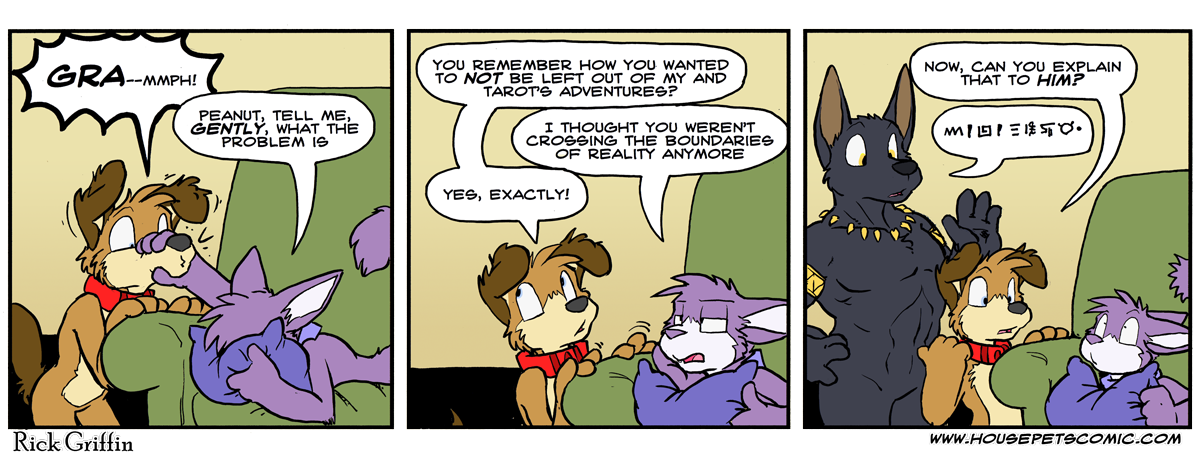 GRA--MMPH!
PEANUT, TELL ME,
GENTLY, WHAT THE
PROBLEM IS
YOU REMEMBER HOW YOU WANTED
TO NOT BE LEFT OUT OF MY AND
TAROT'S ADVENTURES?
I THOUGHT YOU WEREN'T
CROSSING THE BOUNDARIES
OF REALITY ANYMORE
YES, EXACTLY!
NOW, CAN YOU EXPLAIN
THAT TO HIM?
Rick Griffin
WWW.HOUSEPETSCOMIC.COM